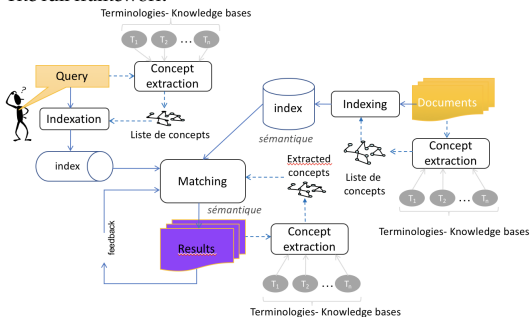 Terminologies- Knowledge bases
T1 T2 ... Tn
?
Query
Concept
extraction
Indexation
Liste de concepts
index
index
sémantique
Indexing
Documents
Concept
extraction
Liste de
concepts
T1 T2 ... Tn
Terminologies- Knowledge bases
Matching
sémantique
Extracted
concepts
feedback
Results
Concept
extraction
T1 T2 ... Tn
Terminologies- Knowledge bases